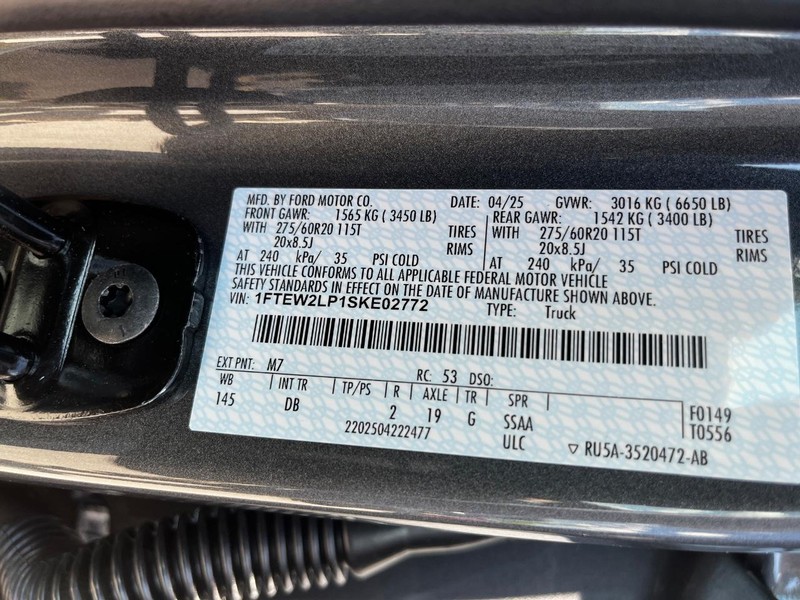 MFD. BY FORD MOTOR CO. DATE: 04/25 GVWR: 3016 KG ( 6650 LB)
FRONT GAWR: 1565 KG ( 3450 LB) REAR GAWR: 1542 KG ( 3400 LB)
WITH 275/60R20 115T TIRES WITH 275/60R20 115T TIRES
20x8.5J RIMS 20x8.5J RIMS
AT 240 kPa/ 35 PSI COLD AT 240 kPa/ 35 PSI COLD
THIS VEHICLE CONFORMS TO ALL APPLICABLE FEDERAL MOTOR VEHICLE
SAFETY STANDARDS IN EFFECT ON THE DATE OF MANUFACTURE SHOWN ABOVE.
VIN: 1FTEW2LP1SKE02772 TYPE: Truck
EXT PNT: M7 RC: 53 DSO:
WB INT TR TP/PS R AXLE TR SPR
145 DB 2 19 G SSAA F0149
2202504222477 ULC T0556
RU5A-3520472-AB